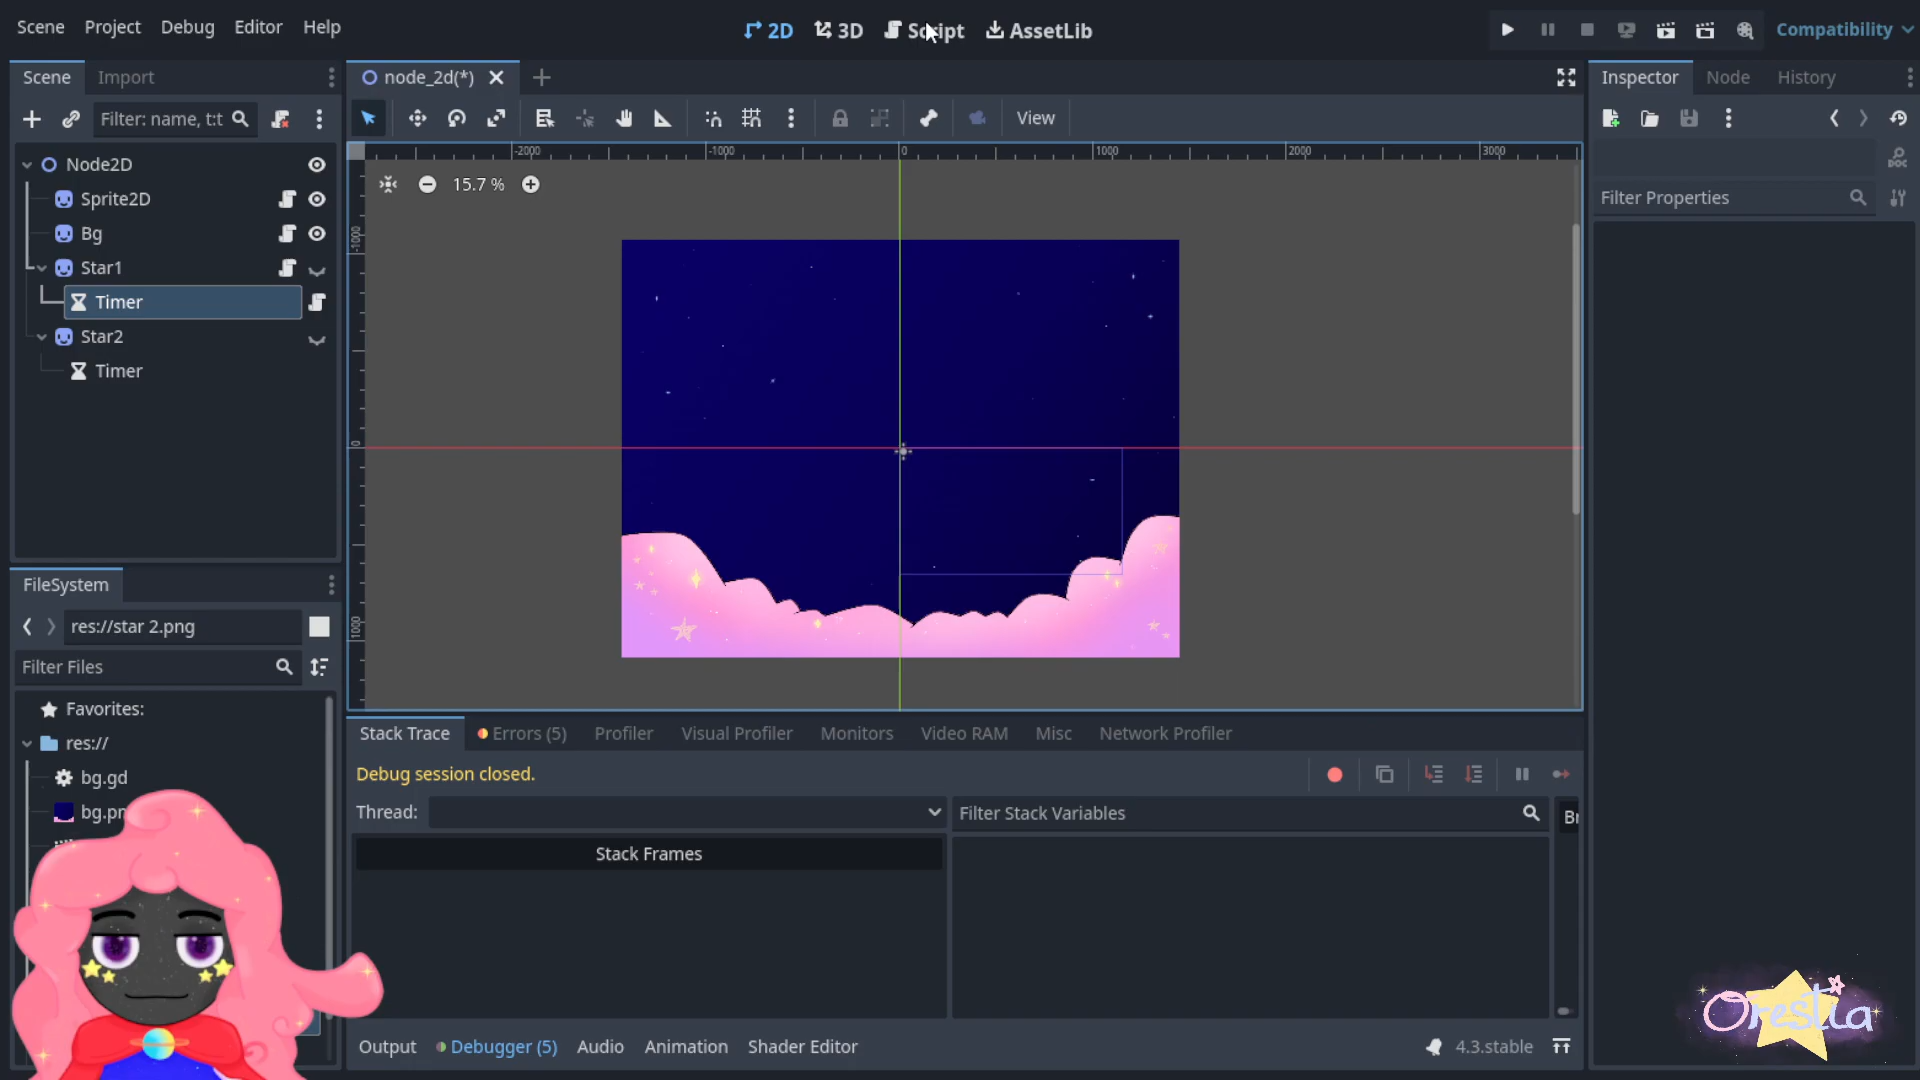 Scene Project Debug Editor Help
2D 3D Script AssetLib
Compatibility
Scene Import
node_2d(*)
Inspector Node History
Filter: name, t:t
View
-2000 -1000 0 1000 2000 3000
15.7 %
Filter Properties
DOC
Node2D
Sprite2D
Bg
Star1
Timer
Star2
Timer
-1000
0
1000
FileSystem
res://star 2.png
Filter Files
Favorites:
res://
bg.gd
Stack Trace Errors (5) Profiler Visual Profiler Monitors Video RAM Misc Network Profiler
Debug session closed.
Thread:
Filter Stack Variables
Stack Frames
Output Debugger (5) Audio Animation Shader Editor
4.3.stable
Orestia